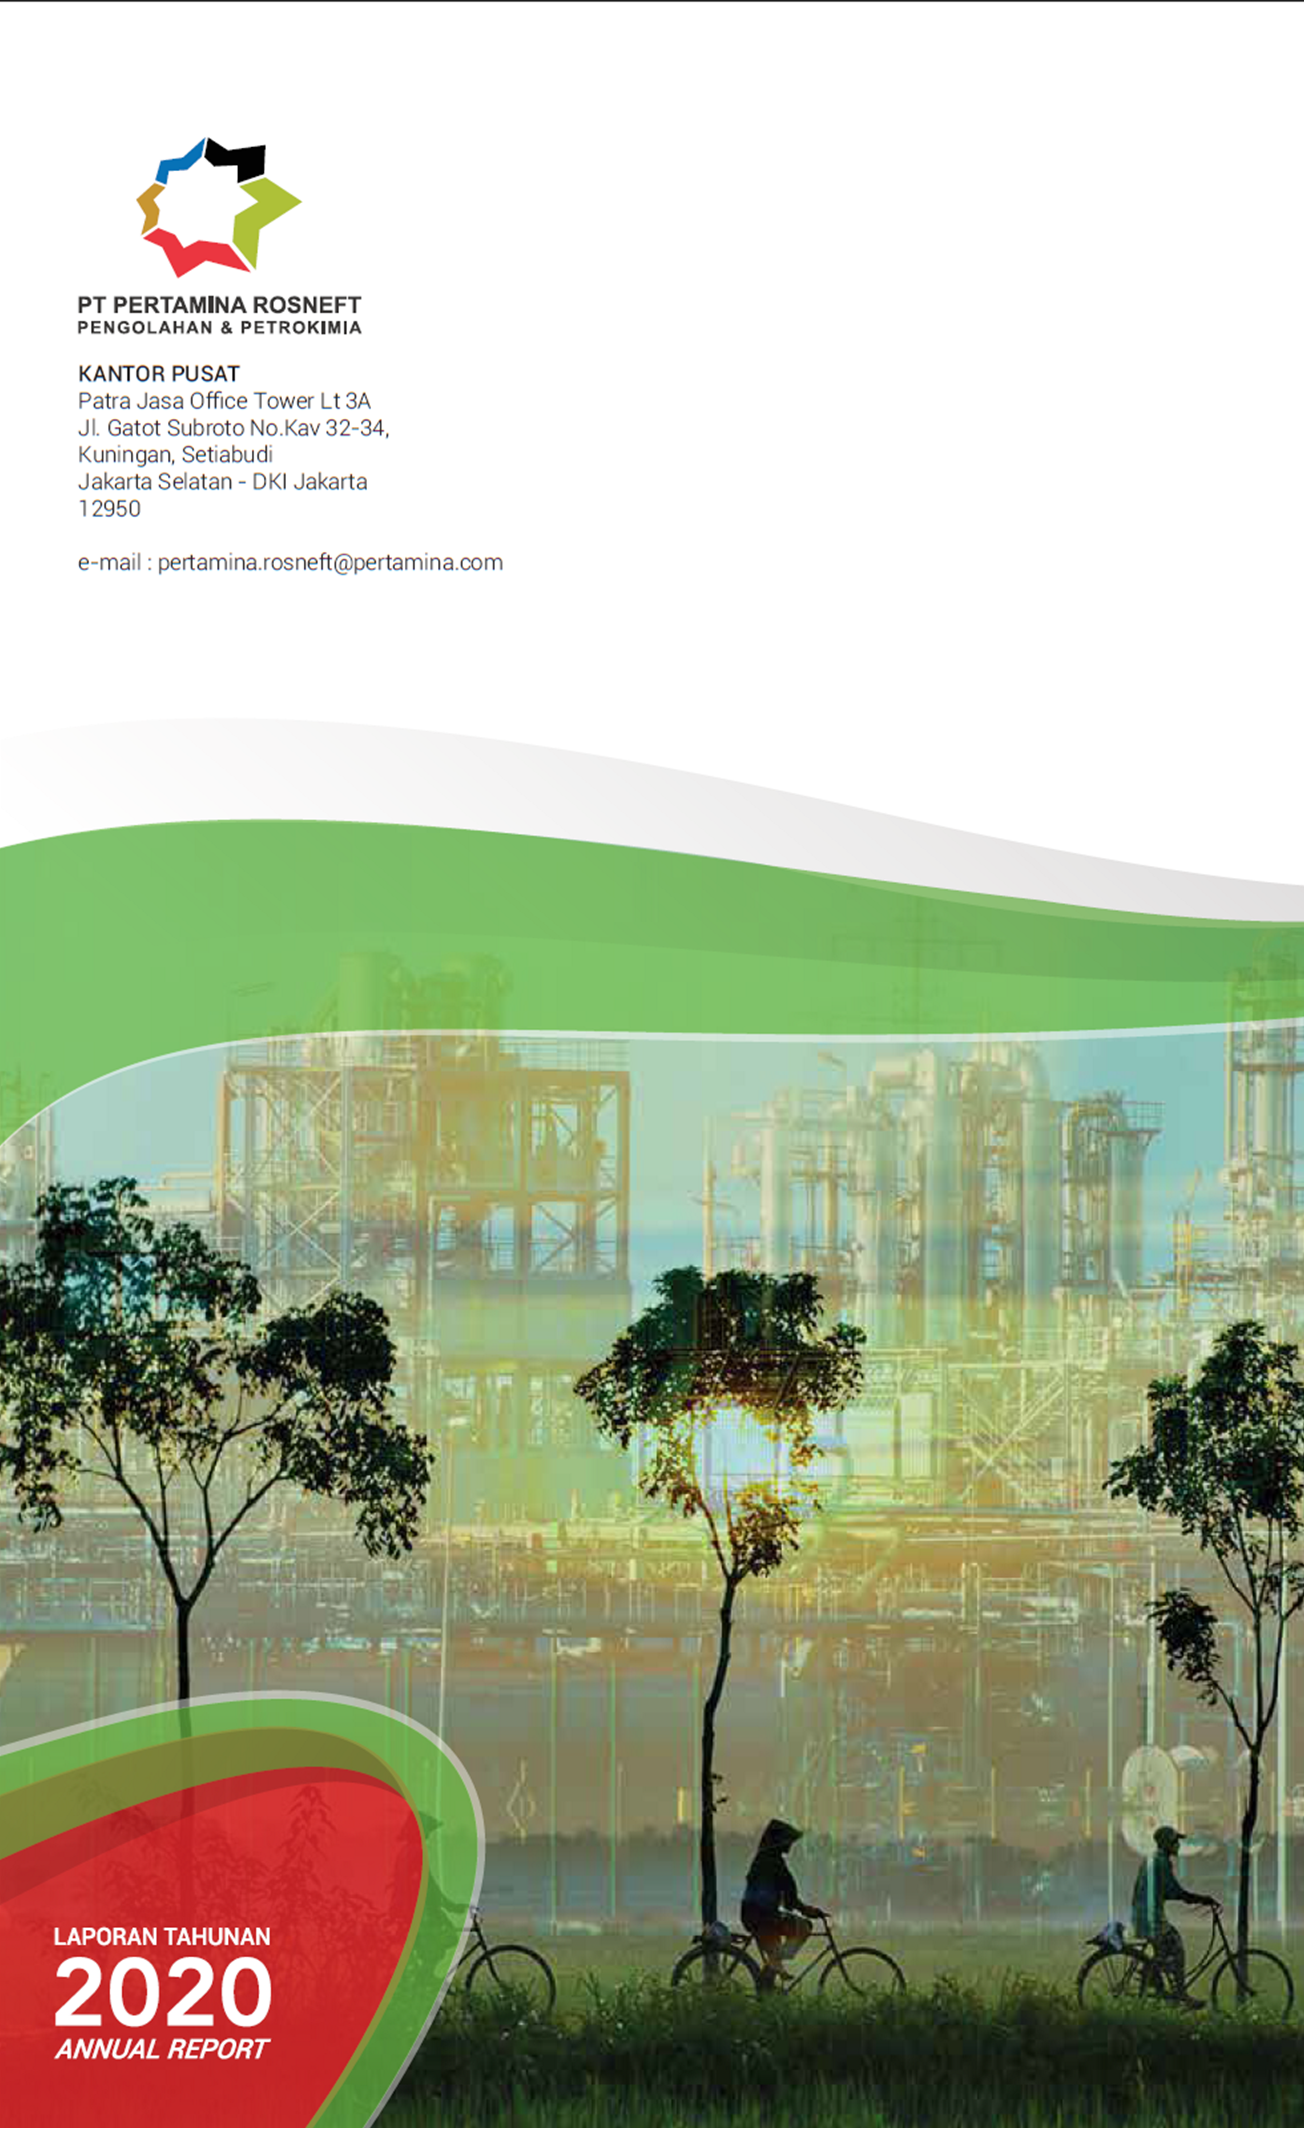 PT PERTAMINA ROSNEFT
PENGOLAHAN & PETROKIMIA
KANTOR PUSAT
Patra Jasa Office Tower Lt 3A
Jl. Gatot Subroto No.Kav 32-34,
Kuningan, Setiabudi
Jakarta Selatan - DKI Jakarta
12950
e-mail : pertamina.rosneft@pertamina.com
LAPORAN TAHUNAN
2020
ANNUAL REPORT